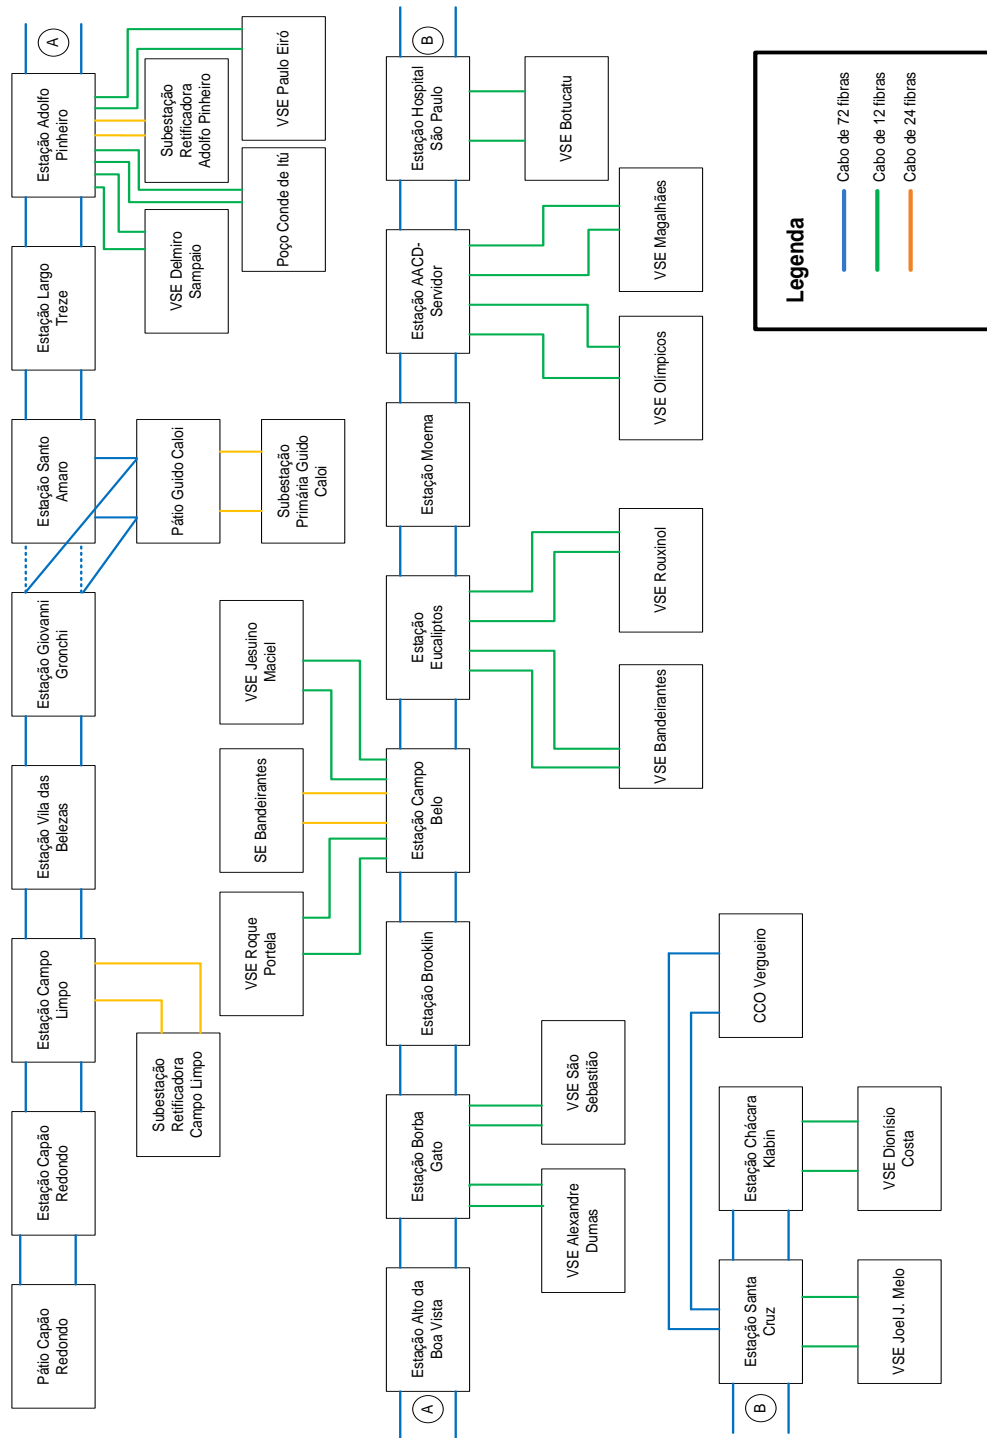 Pátio Capão
Redondo
Estação Capão
Redondo
Estação Campo
Limpo
Estação Vila das
Belezas
Estação Giovanni
Gronchi
Estação Santo
Amaro
Estação Largo
Treze
Estação Adolfo
Pinheiro
A
Subestação
Retificadora
Campo Limpo
Pátio Guido Caloi
Subestação
Primária Guido
Caloi
VSE Delmiro
Sampaio
Subestação
Retificadora
Adolfo Pinheiro
Poço Conde de Itú
VSE Paulo Eiró
VSE Roque
Portela
SE Bandeirantes
VSE Jesuino
Maciel
A
Estação Alto da
Boa Vista
Estação Borba
Gato
Estação Brooklin
Estação Campo
Belo
Estação
Eucaliptos
Estação Moema
Estação AACD-
Servidor
Estação Hospital
São Paulo
B
VSE Alexandre
Dumas
VSE São
Sebastião
VSE Bandeirantes
VSE Rouxinol
VSE Olímpicos
VSE Magalhães
VSE Botucatu
B
Estação Santa
Cruz
Estação Chácara
Klabin
CCO Vergueiro
VSE Joel J. Melo
VSE Dionísio
Costa
Legenda
Cabo de 72 fibras
Cabo de 12 fibras
Cabo de 24 fibras